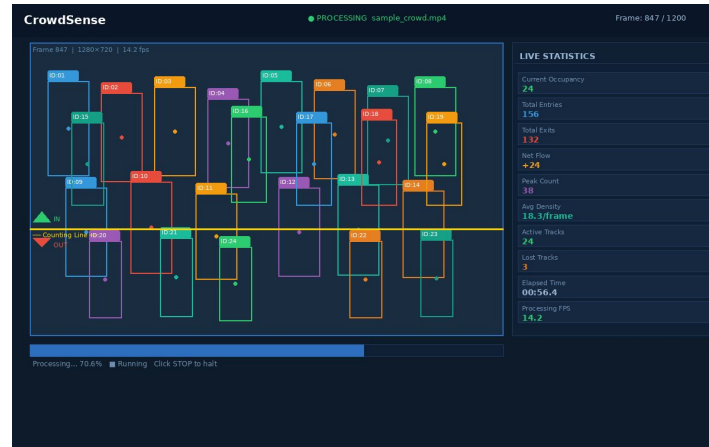 CrowdSense
● PROCESSING sample_crowd.mp4
Frame: 847 / 1200
Frame 847 | 1280×720 | 14.2 fps
ID:01
ID:02
ID:03
ID:04
ID:05
ID:06
ID:07
ID:08
ID:15
ID:16
ID:17
ID:18
ID:19
ID:09
ID:10
ID:11
ID:12
ID:13
ID:14
IN
— Counting Line
OUT
ID:20
ID:21
ID:24
ID:22
ID:23
LIVE STATISTICS
Current Occupancy
24
Total Entries
156
Total Exits
132
Net Flow
+24
Peak Count
38
Avg Density
18.3/frame
Active Tracks
24
Lost Tracks
3
Elapsed Time
00:56.4
Processing FPS
14.2
Processing... 70.6% ■ Running Click STOP to halt